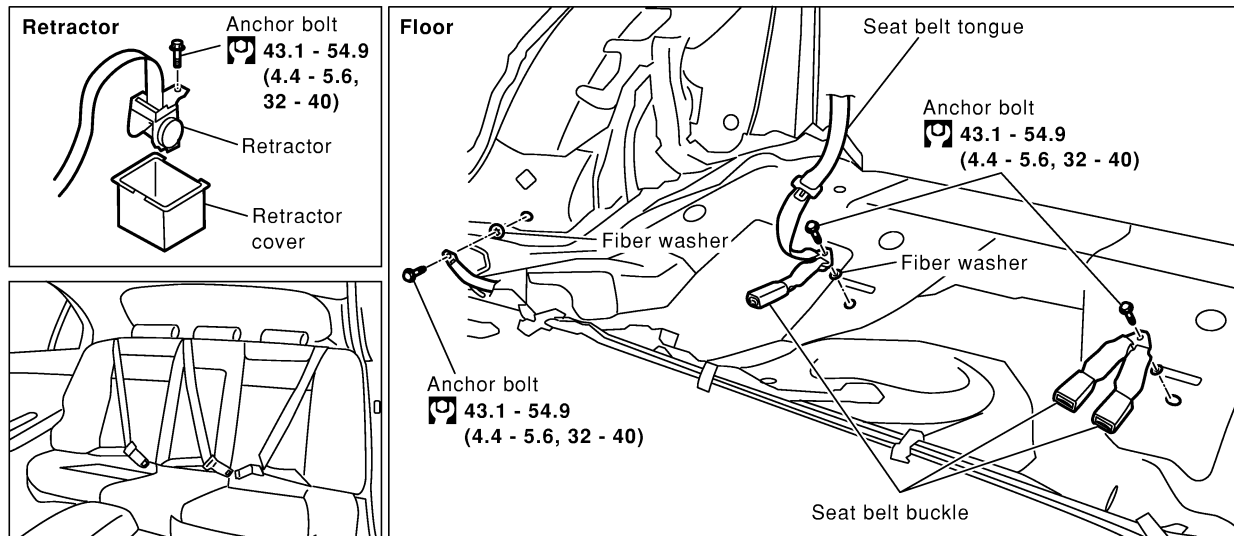 Retractor
Anchor bolt
43.1 - 54.9
(4.4 - 5.6,
32 - 40)
Retractor
Retractor
cover
Floor
Seat belt tongue
Anchor bolt
43.1 - 54.9
(4.4 - 5.6, 32 - 40)
Fiber washer
Fiber washer
Anchor bolt
43.1 - 54.9
(4.4 - 5.6, 32 - 40)
Seat belt buckle